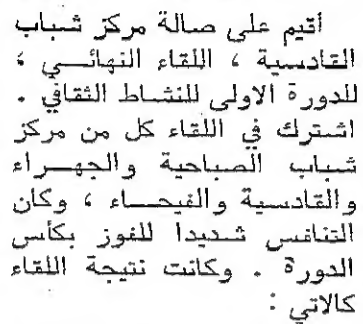 أقيم على صالة مركز شباب
القادسية ، اللقاء النهائي ،
للدورة الاولى للنشاط الثقافي .
اشترك في اللقاء كل من مركز
شباب الصباحية والجهراء
والقادسية والفيحاء ، وكان
التنافس شديدا للفوز بكأس
الدورة . وكانت نتيجة اللقاء
كالاتي :